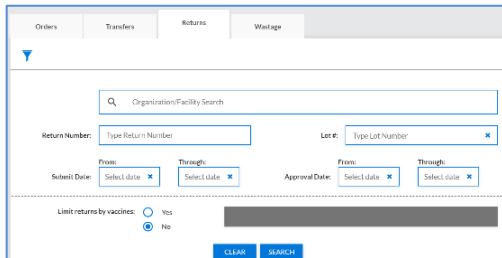 Orders Transfers Returns Wastage
Organization/Facility Search
Return Number: Type Return Number Lot #: Type Lot Number ×
From: Through: From: Through:
Submit Date: Select date × Select date × Approval Date: Select date × Select date ×
Limit returns by vaccines: Yes
No
CLEAR SEARCH